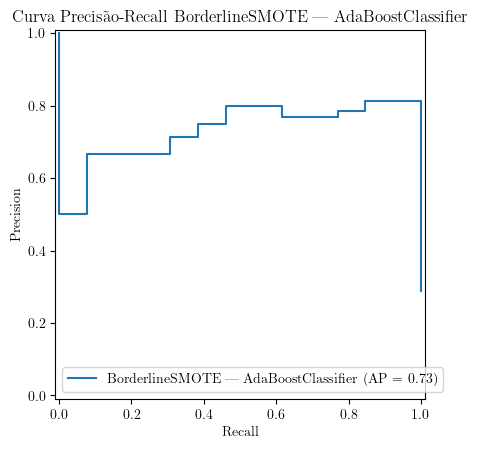 Curva Precisão-Recall BorderlineSMOTE — AdaBoostClassifier
1.0
0.8
0.6
0.4
0.2
0.0
Precision
BorderlineSMOTE — AdaBoostClassifier (AP = 0.73)
0.0 0.2 0.4 0.6 0.8 1.0
Recall